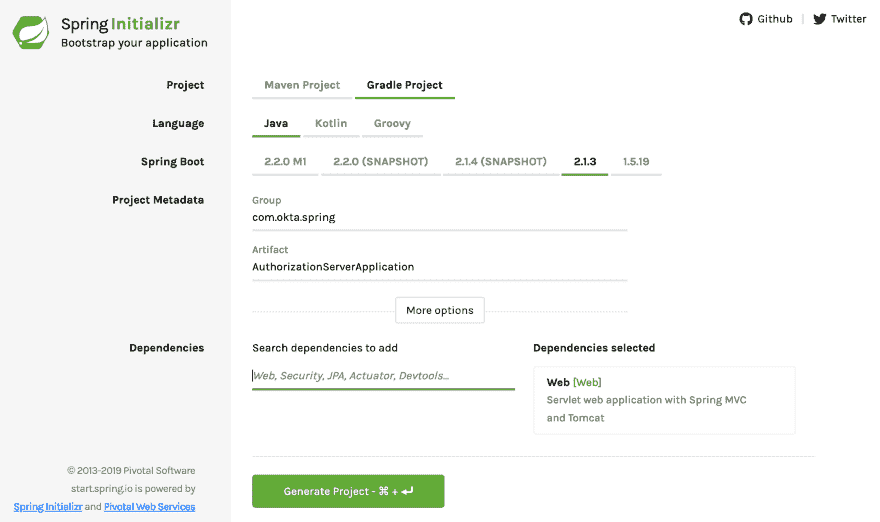 Spring Initializr
Bootstrap your application
Github | Twitter
Project
Maven Project Gradle Project
Language
Java Kotlin Groovy
Spring Boot
2.2.0 M1 2.2.0 (SNAPSHOT) 2.1.4 (SNAPSHOT) 2.1.3 1.5.19
Project Metadata
Group
com.okta.spring
Artifact
AuthorizationServerApplication
More options
Dependencies
Search dependencies to add
Web, Security, JPA, Actuator, Devtools...
Dependencies selected
Web [Web]
Servlet web application with Spring MVC
and Tomcat
© 2013-2019 Pivotal Software
start.spring.io is powered by
Spring Initializr and Pivotal Web Services
Generate Project - ⌘ + ↵